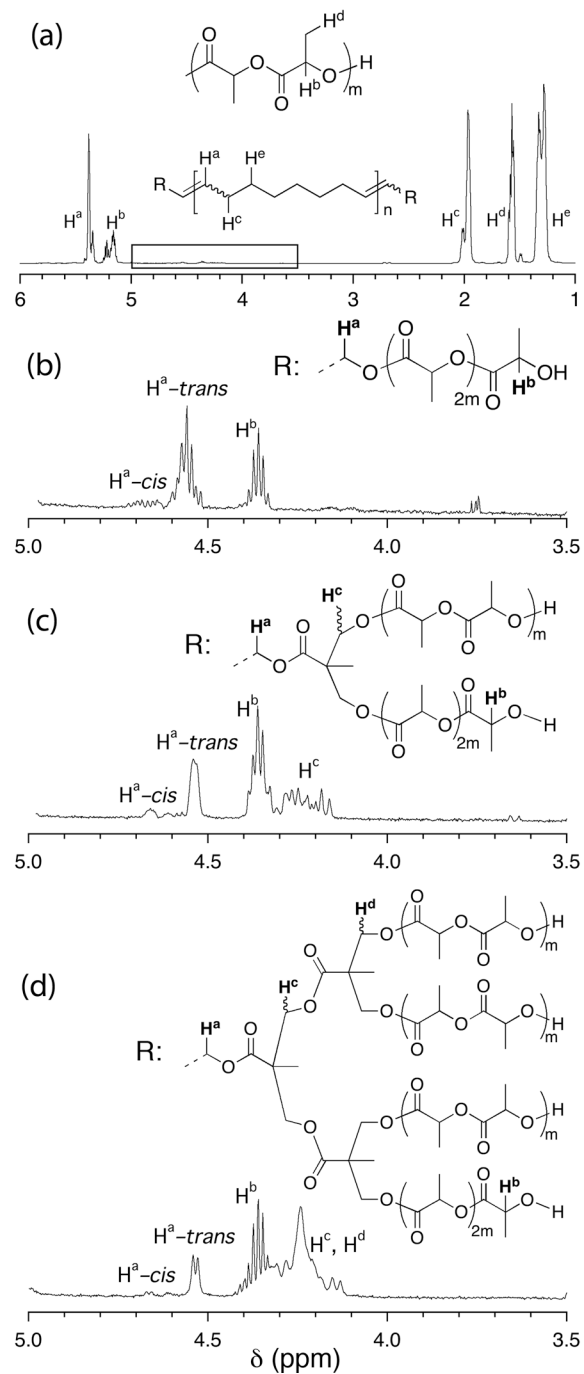 (a)
H^d
O
O
O
O
H
H^b
O
m
H^a
H^e
R
R
H^c
n
H^a
H^b
H^c
H^d
H^e
6
5
4
3
2
1
(b)
R:
H^a
O
O
O
2m
O
H^b
OH
H^a–trans
H^b
H^a–cis
5.0
4.5
4.0
3.5
(c)
R:
H^c
O
O
O
O
O
H
m
H^a
O
O
O
O
O
O
2m
O
H^b
O
H
H^b
H^a–trans
H^c
H^a–cis
5.0
4.5
4.0
3.5
(d)
R:
H^d
O
O
O
O
O
H
m
O
H^c
O
O
O
O
O
O
H
m
H^a
O
O
O
O
O
O
O
O
H
m
O
O
O
O
O
2m
O
H^b
O
H
H^b
H^a–trans
H^c, H^d
H^a–cis
5.0
4.5
4.0
3.5
δ (ppm)